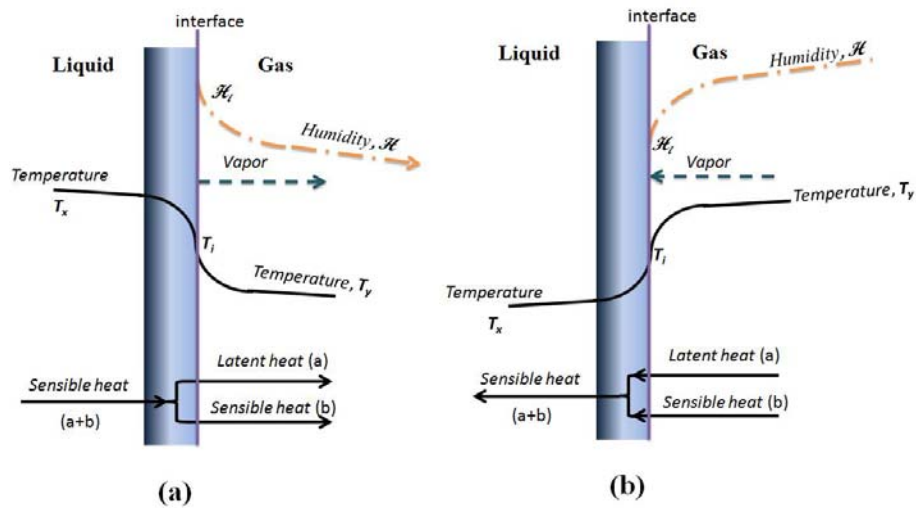 interface
Liquid
Gas
ℋi
Humidity, ℋ
Vapor
Temperature
Tx
Ti
Temperature, Ty
Latent heat (a)
Sensible heat
(a+b)
Sensible heat (b)
(a)
interface
Liquid
Gas
Humidity, ℋ
ℋi
Vapor
Temperature, Ty
Ti
Temperature
Tx
Latent heat (a)
Sensible heat
(a+b)
Sensible heat (b)
(b)